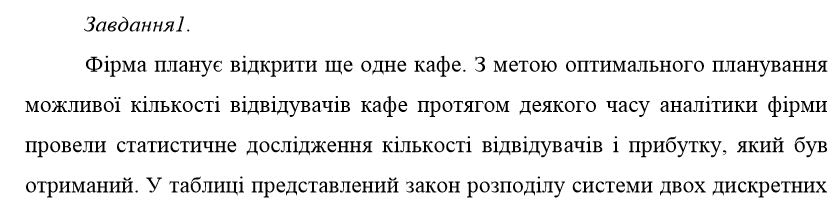 Завдання1.
Фірма планує відкрити ще одне кафе. З метою оптимального планування
можливої кількості відвідувачів кафе протягом деякого часу аналітики фірми
провели статистичне дослідження кількості відвідувачів і прибутку, який був
отриманий. У таблиці представлений закон розподілу системи двох дискретних